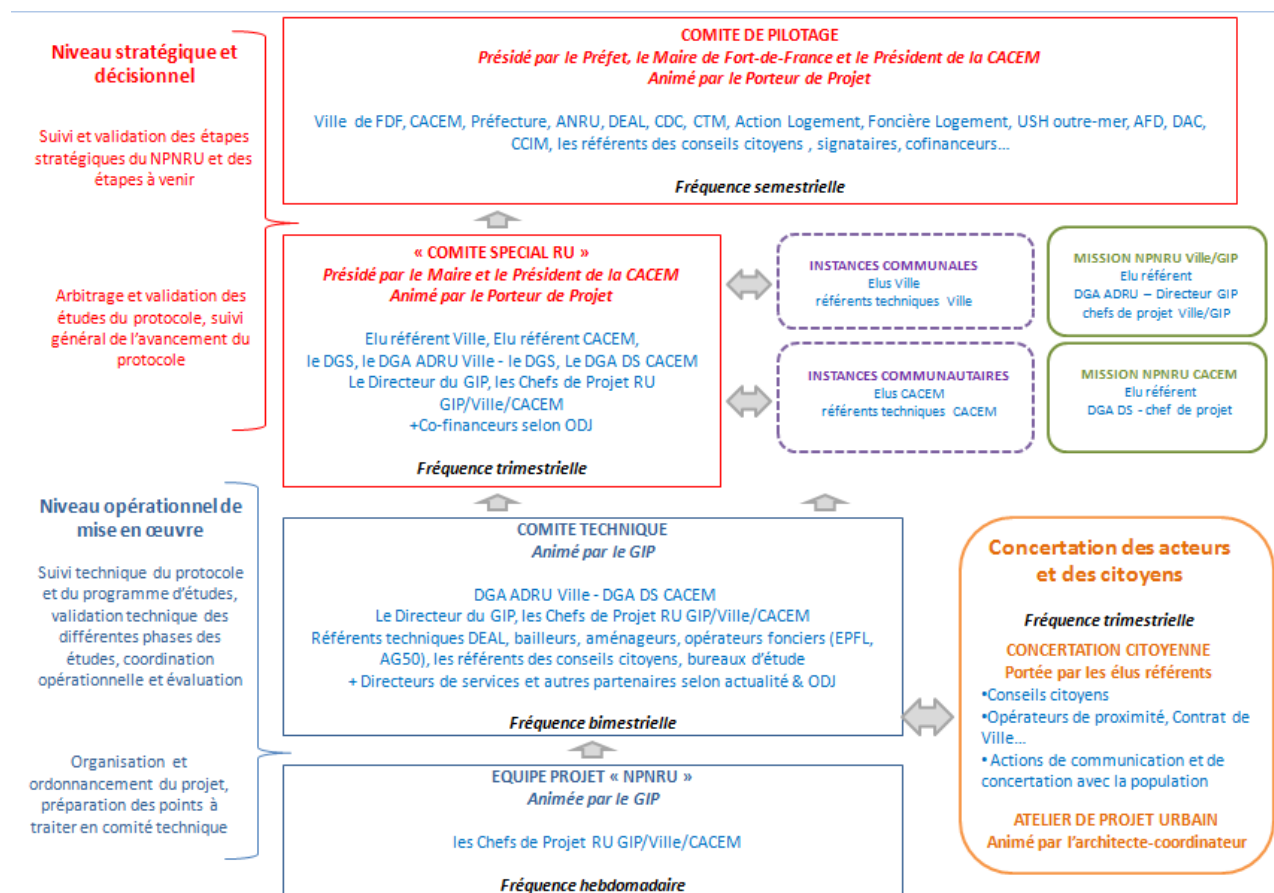 Niveau stratégique et
décisionnel
Suivi et validation des étapes
stratégiques du NPNRU et des
étapes à venir
Arbitrage et validation des
études du protocole, suivi
général de l'avancement du
protocole
COMITE DE PILOTAGE
Présidé par le Préfet, le Maire de Fort-de-France et le Président de la CACEM
Animé par le Porteur de Projet
Ville de FDF, CACEM, Préfecture, ANRU, DEAL, CDC, CTM, Action Logement, Foncière Logement, USH outre-mer, AFD, DAC,
CCIM, les référents des conseils citoyens , signataires, cofinanceurs...
Fréquence semestrielle
« COMITE SPECIAL RU »
Présidé par le Maire et le Président de la CACEM
Animé par le Porteur de Projet
Elu référent Ville, Elu référent CACEM,
le DGS, le DGA ADRU Ville - le DGS, Le DGA DS CACEM
Le Directeur du GIP, les Chefs de Projet RU
GIP/Ville/CACEM
+Co-financeurs selon ODJ
Fréquence trimestrielle
INSTANCES COMMUNALES
Elus Ville
référents techniques Ville
MISSION NPNRU Ville/GIP
Elu référent
DGA ADRU – Directeur GIP
chefs de projet Ville/GIP
INSTANCES COMMUNAUTAIRES
Elus CACEM
référents techniques CACEM
MISSION NPNRU CACEM
Elu référent
DGA DS - chef de projet
Niveau opérationnel de
mise en œuvre
Suivi technique du protocole
et du programme d'études,
validation technique des
différentes phases des
études, coordination
opérationnelle et évaluation
Organisation et
ordonnancement du projet,
préparation des points à
traiter en comité technique
COMITE TECHNIQUE
Animé par le GIP
DGA ADRU Ville - DGA DS CACEM
Le Directeur du GIP, les Chefs de Projet RU GIP/Ville/CACEM
Référents techniques DEAL, bailleurs, aménageurs, opérateurs fonciers (EPFL,
AG50), les référents des conseils citoyens, bureaux d'étude
+ Directeurs de services et autres partenaires selon actualité & ODJ
Fréquence bimestrielle
EQUIPE PROJET « NPNRU »
Animée par le GIP
les Chefs de Projet RU GIP/Ville/CACEM
Fréquence hebdomadaire
Concertation des acteurs
et des citoyens
Fréquence trimestrielle
CONCERTATION CITOYENNE
Portée par les élus référents
•Conseils citoyens
•Opérateurs de proximité, Contrat de
Ville...
• Actions de communication et de
concertation avec la population
ATELIER DE PROJET URBAIN
Animé par l'architecte-coordinateur